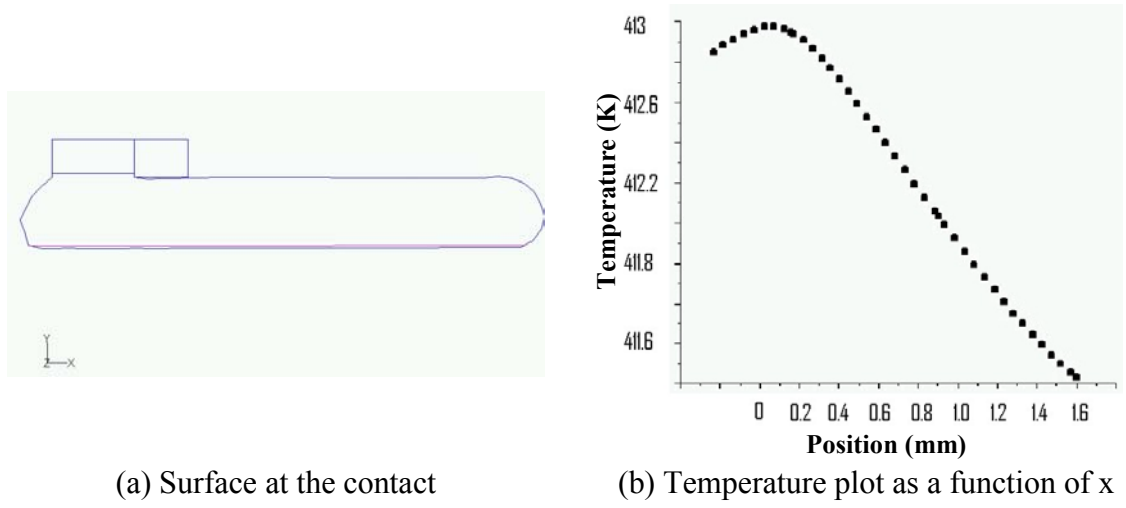 Y
Z X
413
412.6
412.2
411.8
411.6
Temperature (K)
0 0.2 0.4 0.6 0.8 1.0 1.2 1.4 1.6
Position (mm)
(a) Surface at the contact
(b) Temperature plot as a function of x